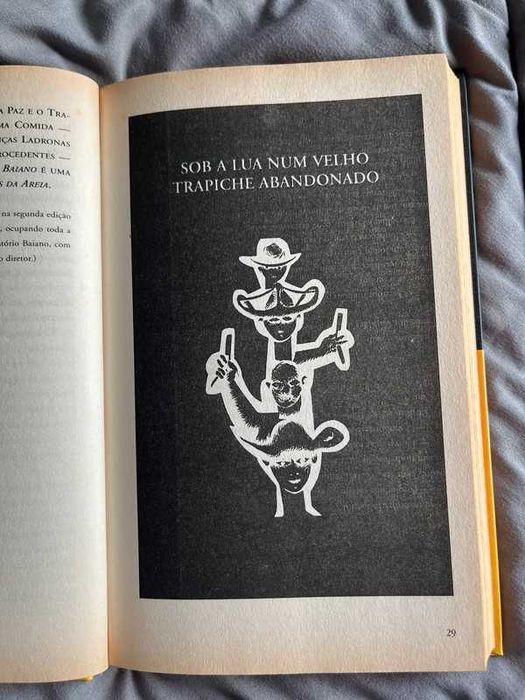 A PAZ E O TRA-
MA COMIDA —
NÇAS LADRONAS
ROCEDENTES —
BAIANO É UMA
S DA AREIA.
na segunda edição
, ocupando toda a
tório Baiano, com
o diretor.)
SOB A LUA NUM VELHO
TRAPICHE ABANDONADO
29